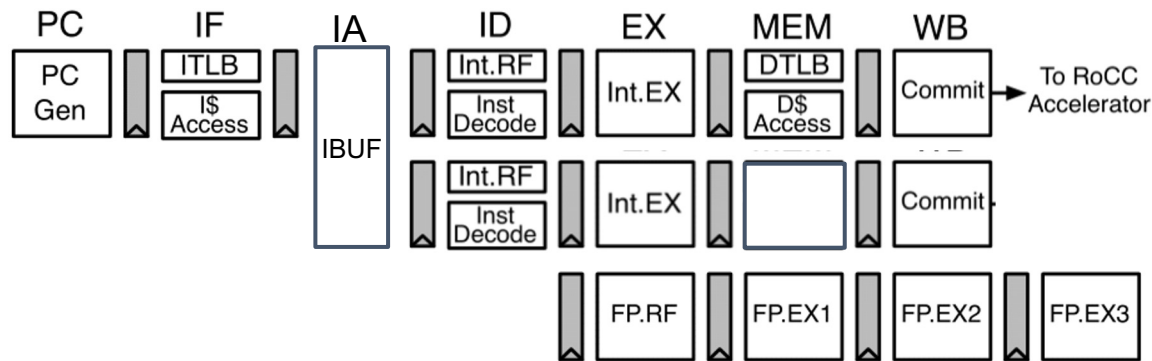 PC IF IA ID EX MEM WB
PC
Gen
ITLB
I$
Access
IBUF
Int.RF
Inst
Decode
Int.EX
DTLB
D$
Access
Commit
To RoCC
Accelerator
Int.RF
Inst
Decode
Int.EX
Commit
FP.RF FP.EX1 FP.EX2 FP.EX3